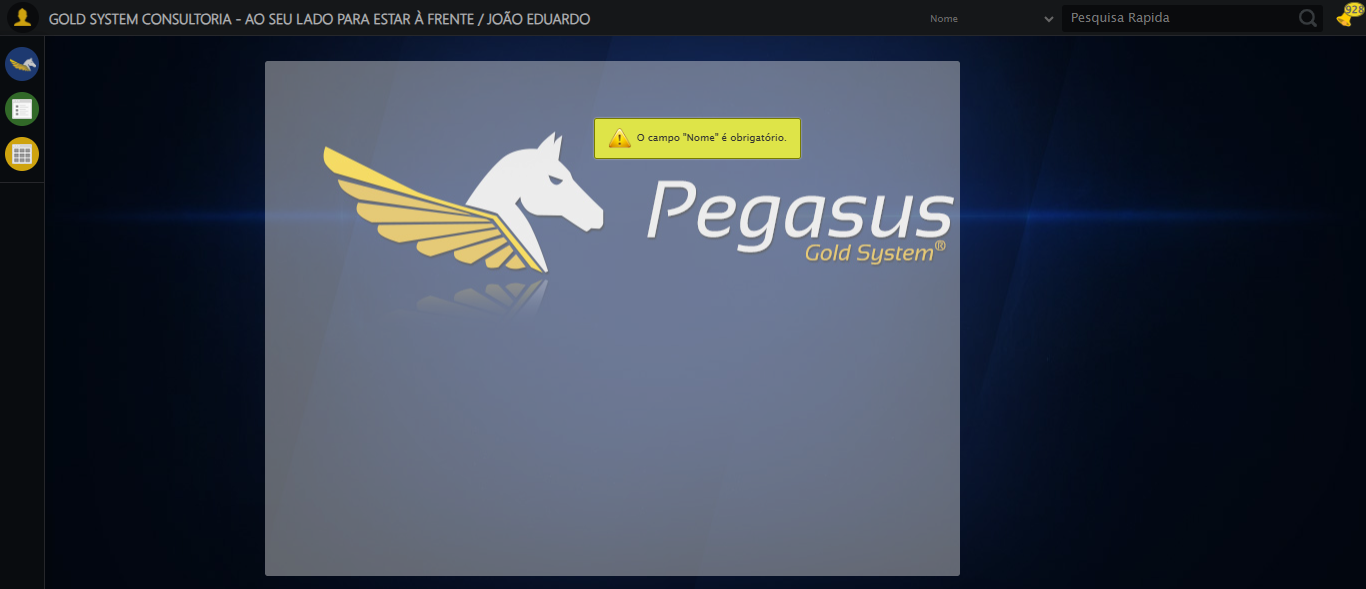 GOLD SYSTEM CONSULTORIA - AO SEU LADO PARA ESTAR À FRENTE / JOÃO EDUARDO
Nome
Pesquisa Rapida
928
O campo "Nome" é obrigatório.
Pegasus
Gold System®